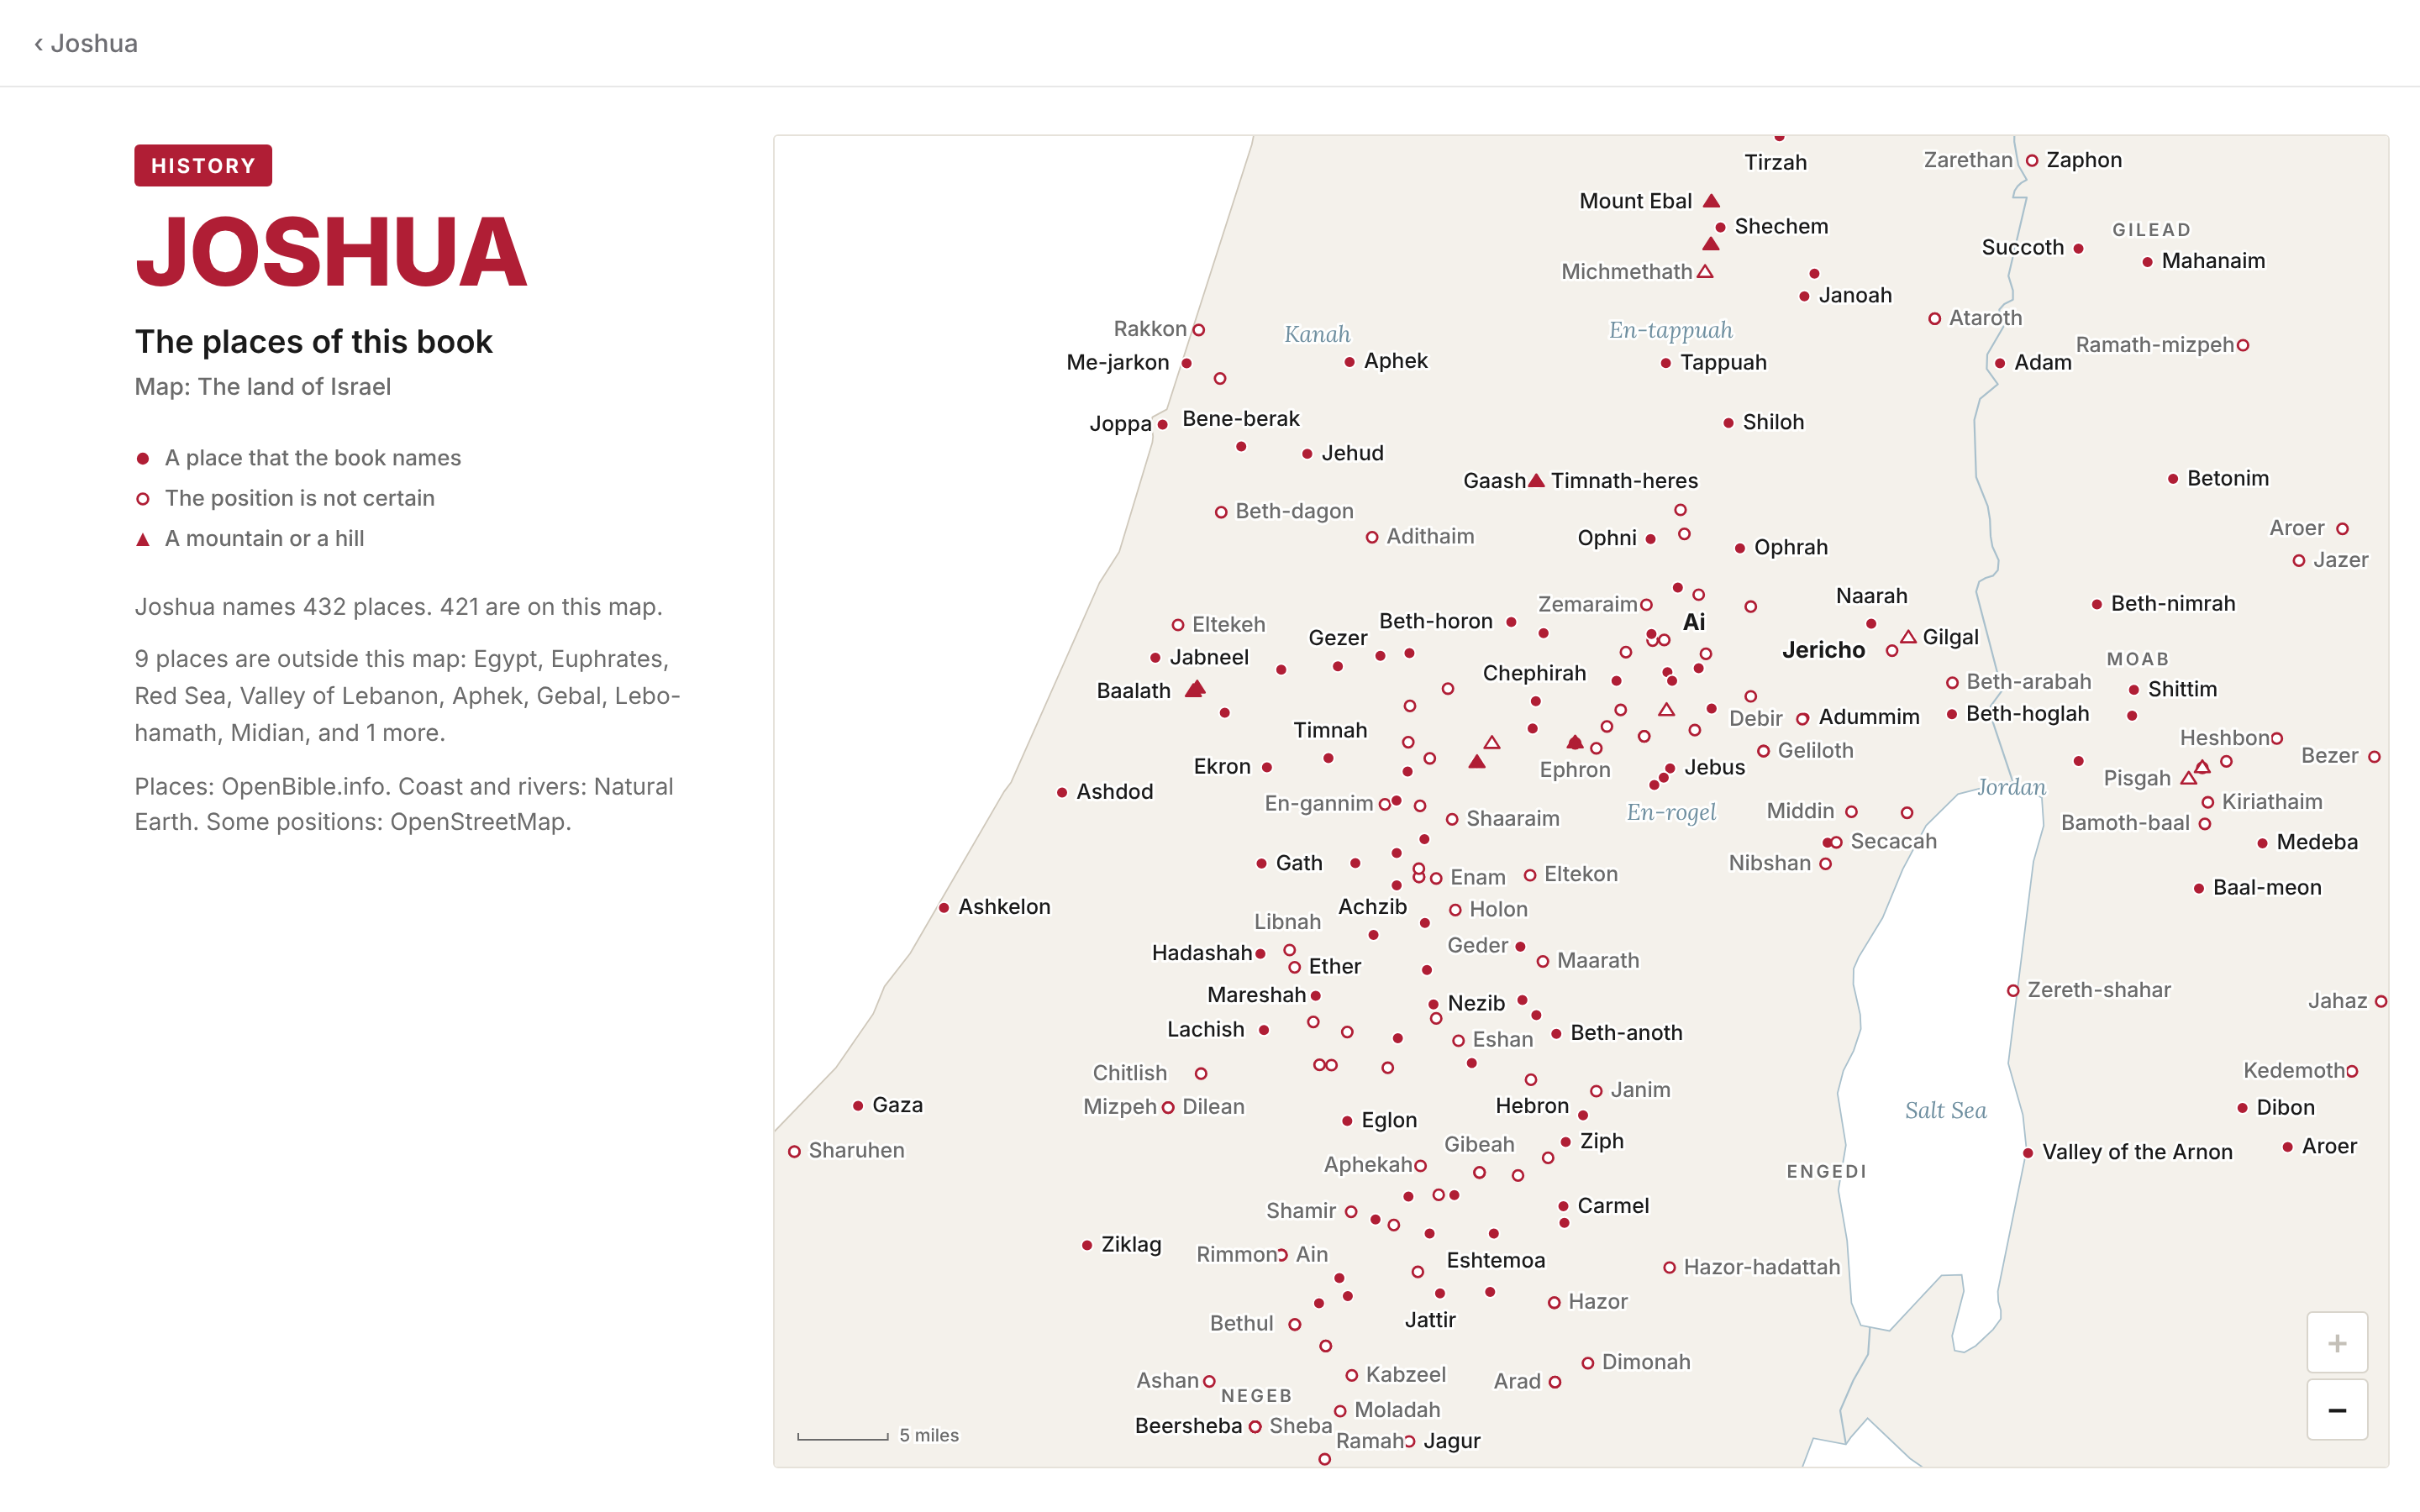 ‹ Joshua
HISTORY
JOSHUA
The places of this book
Map: The land of Israel
A place that the book names
The position is not certain
A mountain or a hill
Joshua names 432 places. 421 are on this map.
9 places are outside this map: Egypt, Euphrates,
Red Sea, Valley of Lebanon, Aphek, Gebal, Lebo-
hamath, Midian, and 1 more.
Places: OpenBible.info. Coast and rivers: Natural
Earth. Some positions: OpenStreetMap.
Tirzah
Zarethan
Zaphon
Mount Ebal
Shechem
GILEAD
Succoth
Mahanaim
Michmethath
Janoah
Ataroth
Rakkon
Kanah
En-tappuah
Ramath-mizpeh
Me-jarkon
Aphek
Tappuah
Adam
Joppa
Bene-berak
Shiloh
Jehud
Gaash
Timnath-heres
Betonim
Beth-dagon
Adithaim
Ophni
Ophrah
Aroer
Jazer
Zemaraim
Naarah
Beth-nimrah
Eltekeh
Beth-horon
Ai
Gezer
Gilgal
Jericho
Jabneel
MOAB
Chephirah
Beth-arabah
Shittim
Baalath
Debir
Adummim
Beth-hoglah
Timnah
Heshbon
Geliloth
Bezer
Ekron
Ephron
Jebus
Pisgah
Jordan
Ashdod
En-gannim
Kiriathaim
Shaaraim
En-rogel
Middin
Bamoth-baal
Secacah
Medeba
Gath
Nibshan
Enam
Eltekon
Baal-meon
Ashkelon
Achzib
Holon
Libnah
Geder
Hadashah
Maarath
Ether
Zereth-shahar
Mareshah
Nezib
Jahaz
Lachish
Beth-anoth
Eshan
Chitlish
Kedemoth
Janim
Gaza
Mizpeh
Dilean
Hebron
Salt Sea
Dibon
Eglon
Gibeah
Ziph
Sharuhen
Valley of the Arnon
Aroer
Aphekah
ENGEDI
Shamir
Carmel
Ziklag
Rimmon
Ain
Eshtemoa
Hazor-hadattah
Hazor
Bethul
Jattir
Dimonah
Kabzeel
Ashan
Arad
NEGEB
Moladah
Beersheba
Sheba
5 miles
Ramah
Jagur
+
−